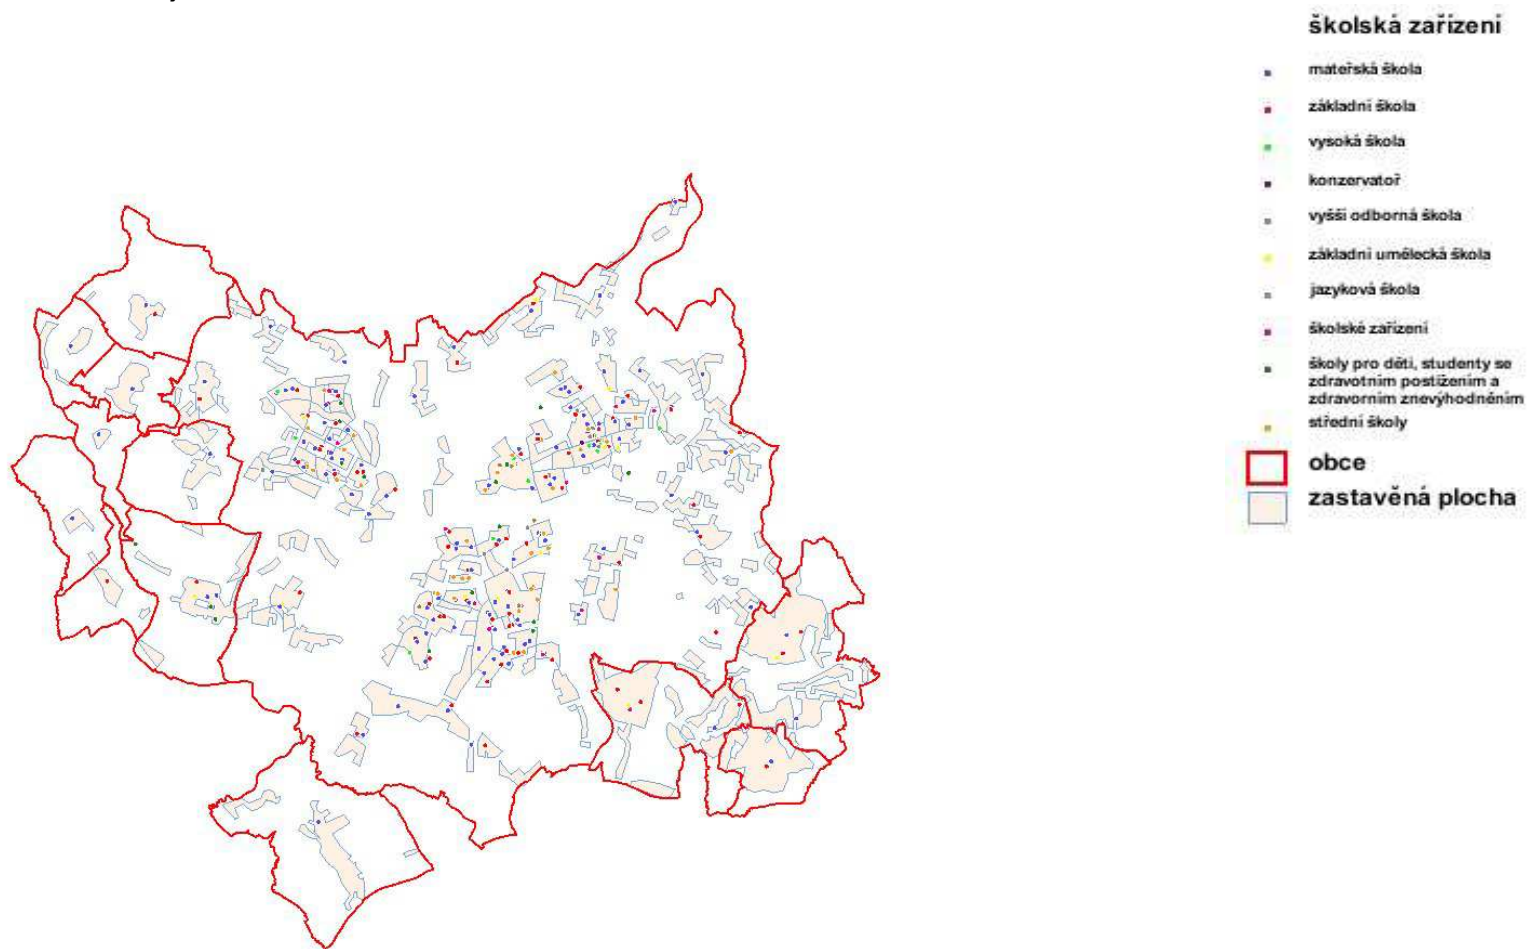 školská zařízení
mateřská škola
základní škola
vysoká škola
konzervatoř
vyšší odborná škola
základní umělecká škola
jazyková škola
školské zařízení
školy pro děti, studenty se
zdravotním postižením a
zdravorním znevýhodněním
střední školy
obce
zastavěná plocha